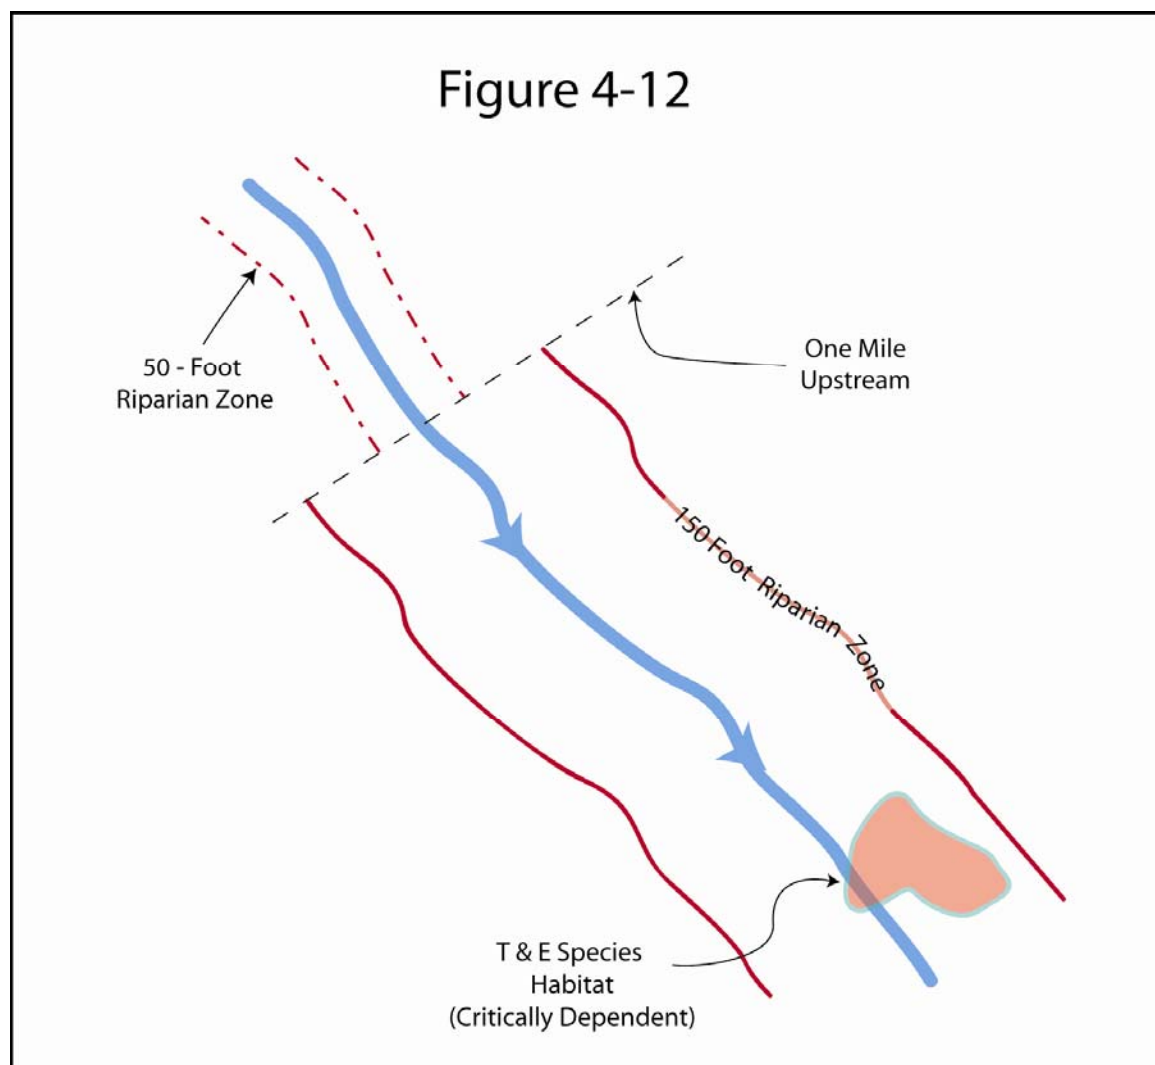 Figure 4-12
50 - Foot
Riparian Zone
One Mile
Upstream
150 Foot Riparian Zone
T & E Species
Habitat
(Critically Dependent)